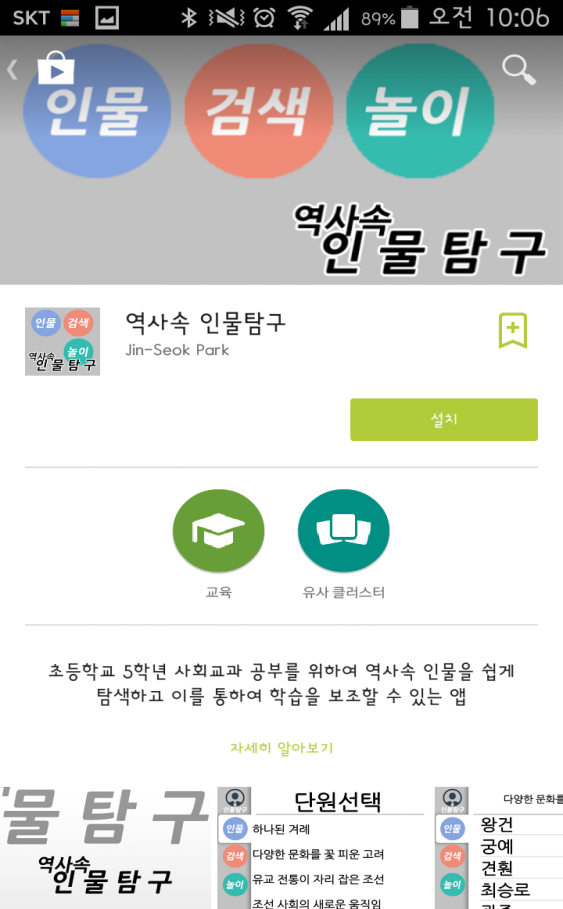 SKT 89% 오전 10:06
인물 검색 놀이
역사속
인물탐구
인물 검색
놀이
역사속
인물탐구
역사속 인물탐구
Jin-Seok Park
설치
교육 유사 클러스터
초등학교 5학년 사회교과 공부를 위하여 역사속 인물을 쉽게
탐색하고 이를 통하여 학습을 보조할 수 있는 앱
자세히 알아보기
물탐구
역사속
인물탐구
인물탐구
단원선택
인물
하나된 겨레
검색
다양한 문화를 꽃 피운 고려
놀이
유교 전통이 자리 잡은 조선
조선 사회의 새로운 움직임
인물탐구
다양한 문화를
인물
왕건
궁예
검색
견훤
놀이
최승로